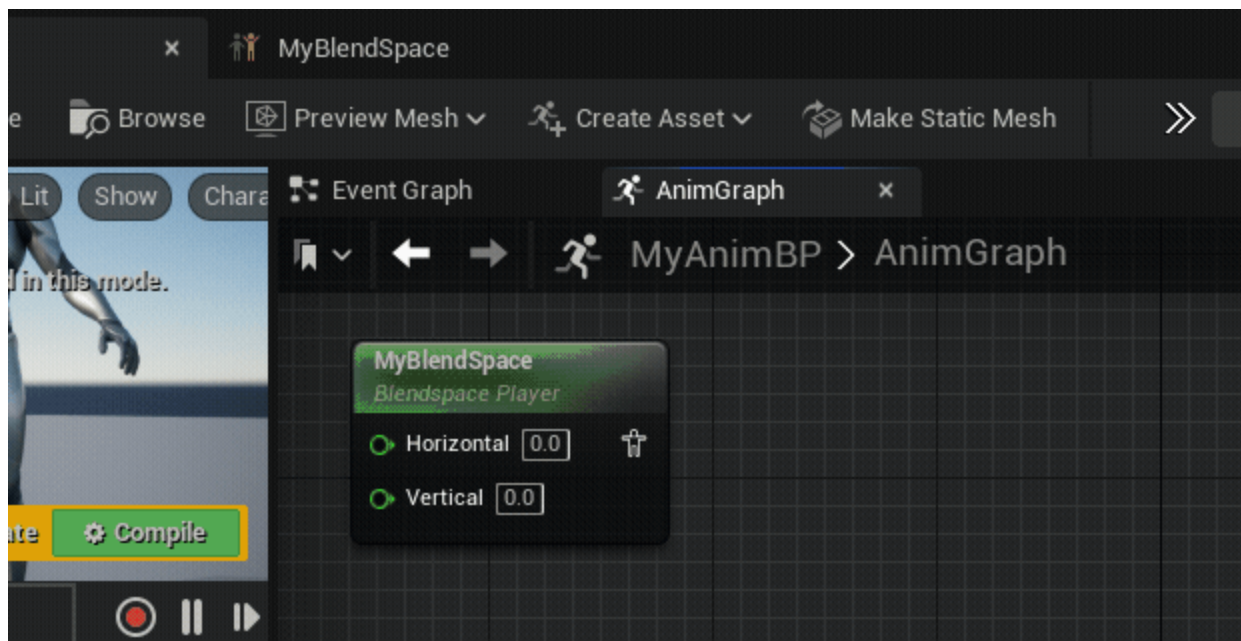 MyBlendSpace
Browse Preview Mesh Create Asset Make Static Mesh
Lit Show
Event Graph AnimGraph
MyAnimBP > AnimGraph
in this mode.
MyBlendSpace
Blendspace Player
Horizontal 0.0
Vertical 0.0
Compile